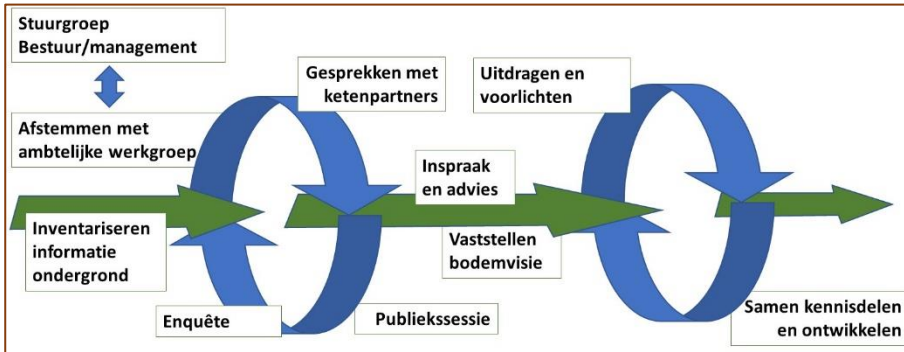 Stuurgroep
Bestuur/management
Afstemmen met
ambtelijke werkgroep
Inventariseren
informatie
ondergrond
Enquête
Gesprekken met
ketenpartners
Publiekssessie
Inspraak
en advies
Vaststellen
bodemvisie
Uitdragen en
voorlichten
Samen kennisdelen
en ontwikkelen